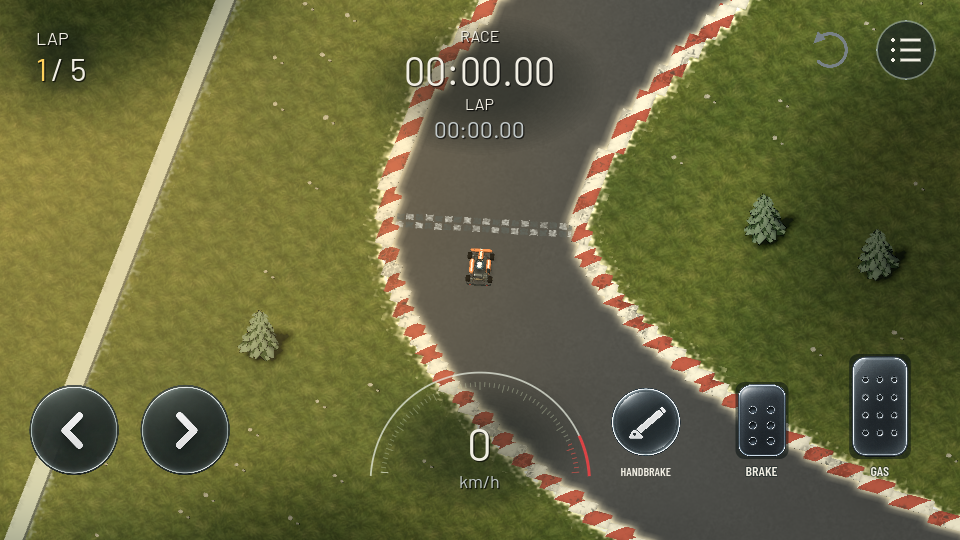 LAP
1/ 5
RACE
00:00.00
LAP
00:00.00
0
km/h
HANDBRAKE
BRAKE
GAS